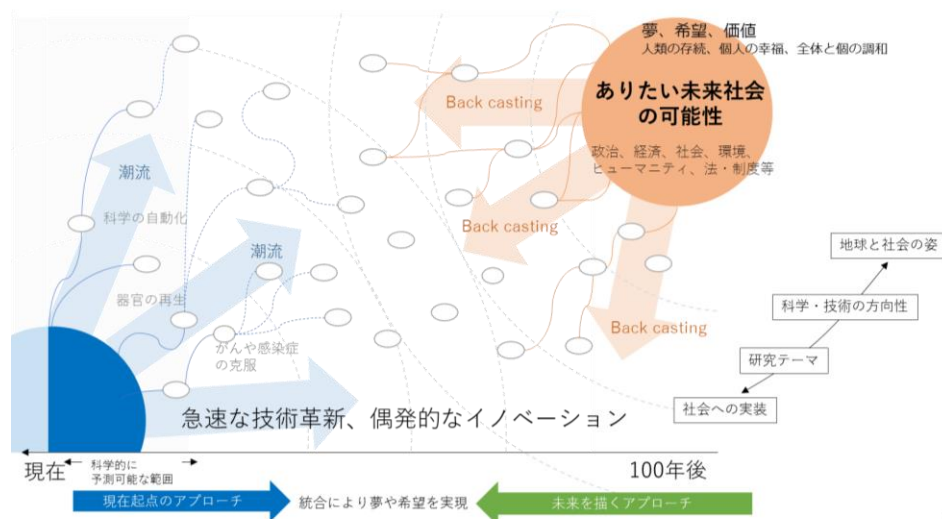 夢、希望、価値
人類の存続、個人の幸福、全体と個の調和
ありたい未来社会
の可能性
政治、経済、社会、環境、
ヒューマニティ、法・制度等
Back casting
Back casting
Back casting
潮流
科学の自動化
潮流
器官の再生
がんや感染症
の克服
地球と社会の姿
科学・技術の方向性
研究テーマ
社会への実装
急速な技術革新、偶発的なイノベーション
現在
科学的に
予測可能な範囲
100年後
現在起点のアプローチ
統合により夢や希望を実現
未来を描くアプローチ